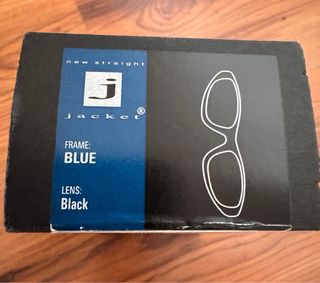 new straight
j
jacket®
FRAME:
BLUE
LENS:
Black